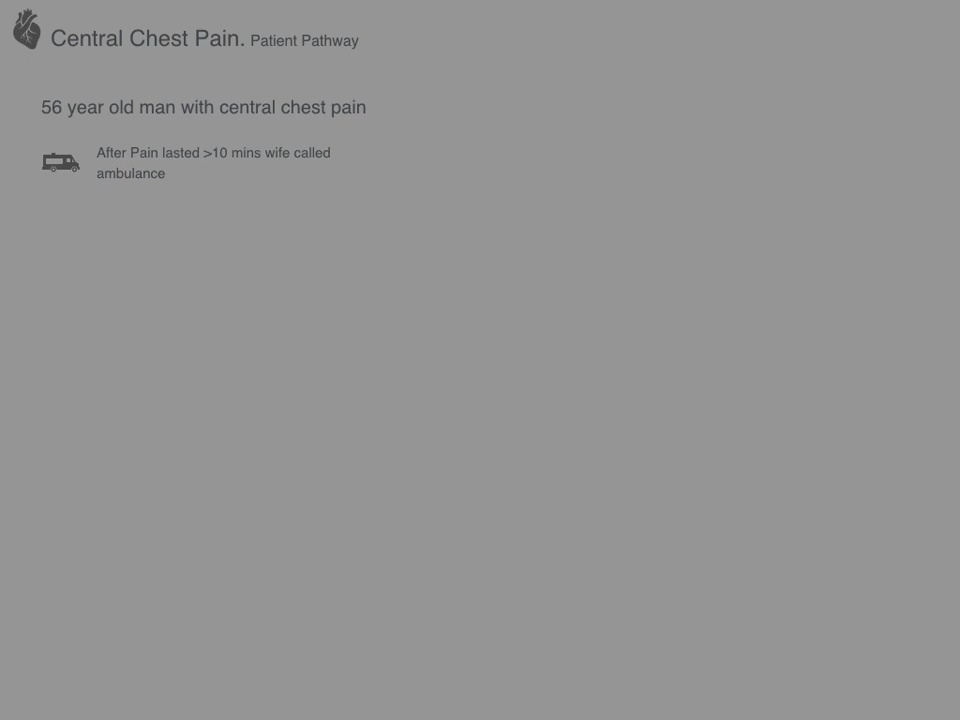 Central Chest Pain. Patient Pathway
56 year old man with central chest pain
After Pain lasted >10 mins wife called
ambulance